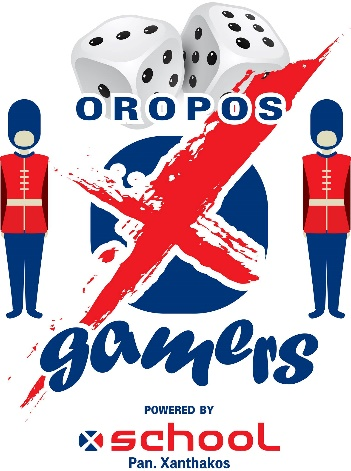 OROPOS
X
gamers
POWERED BY
x school
Pan. Xanthakos